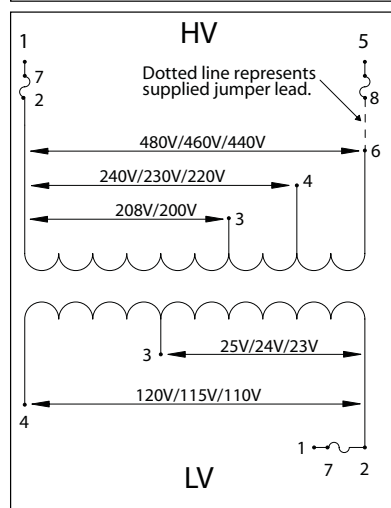 HV
1
5
7
2
8
Dotted line represents
supplied jumper lead.
6
480V/460V/440V
240V/230V/220V
4
208V/200V
3
3
25V/24V/23V
120V/115V/110V
4
1
7
2
LV